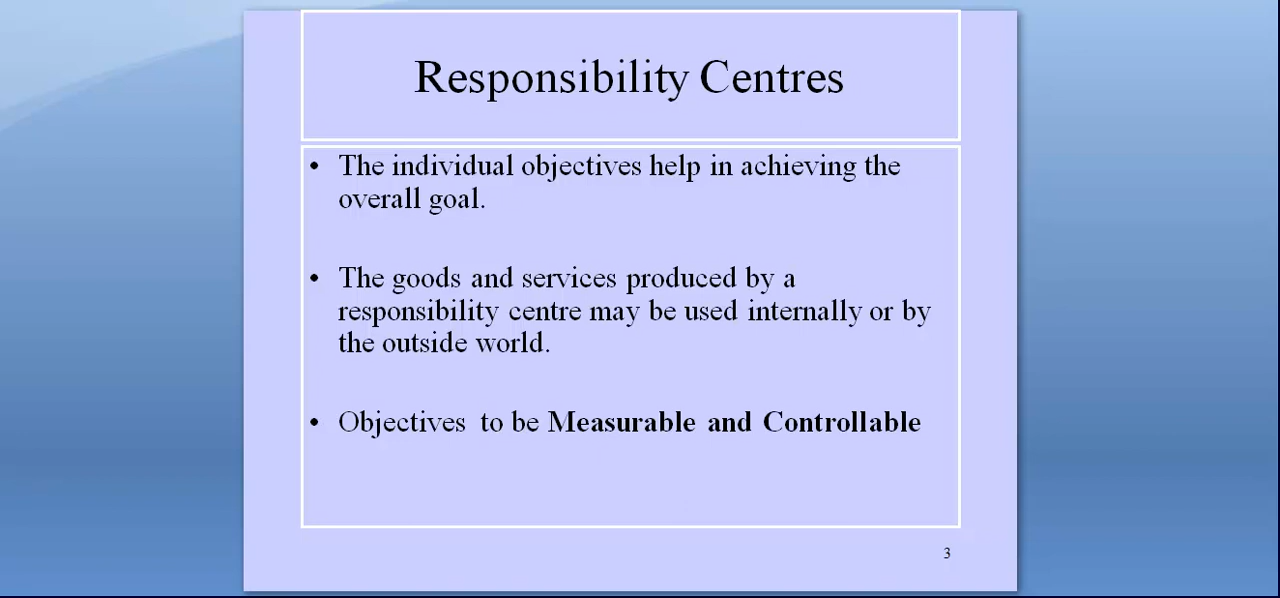 Responsibility Centres
• The individual objectives help in achieving the
overall goal.
• The goods and services produced by a
responsibility centre may be used internally or by
the outside world.
• Objectives to be Measurable and Controllable
3